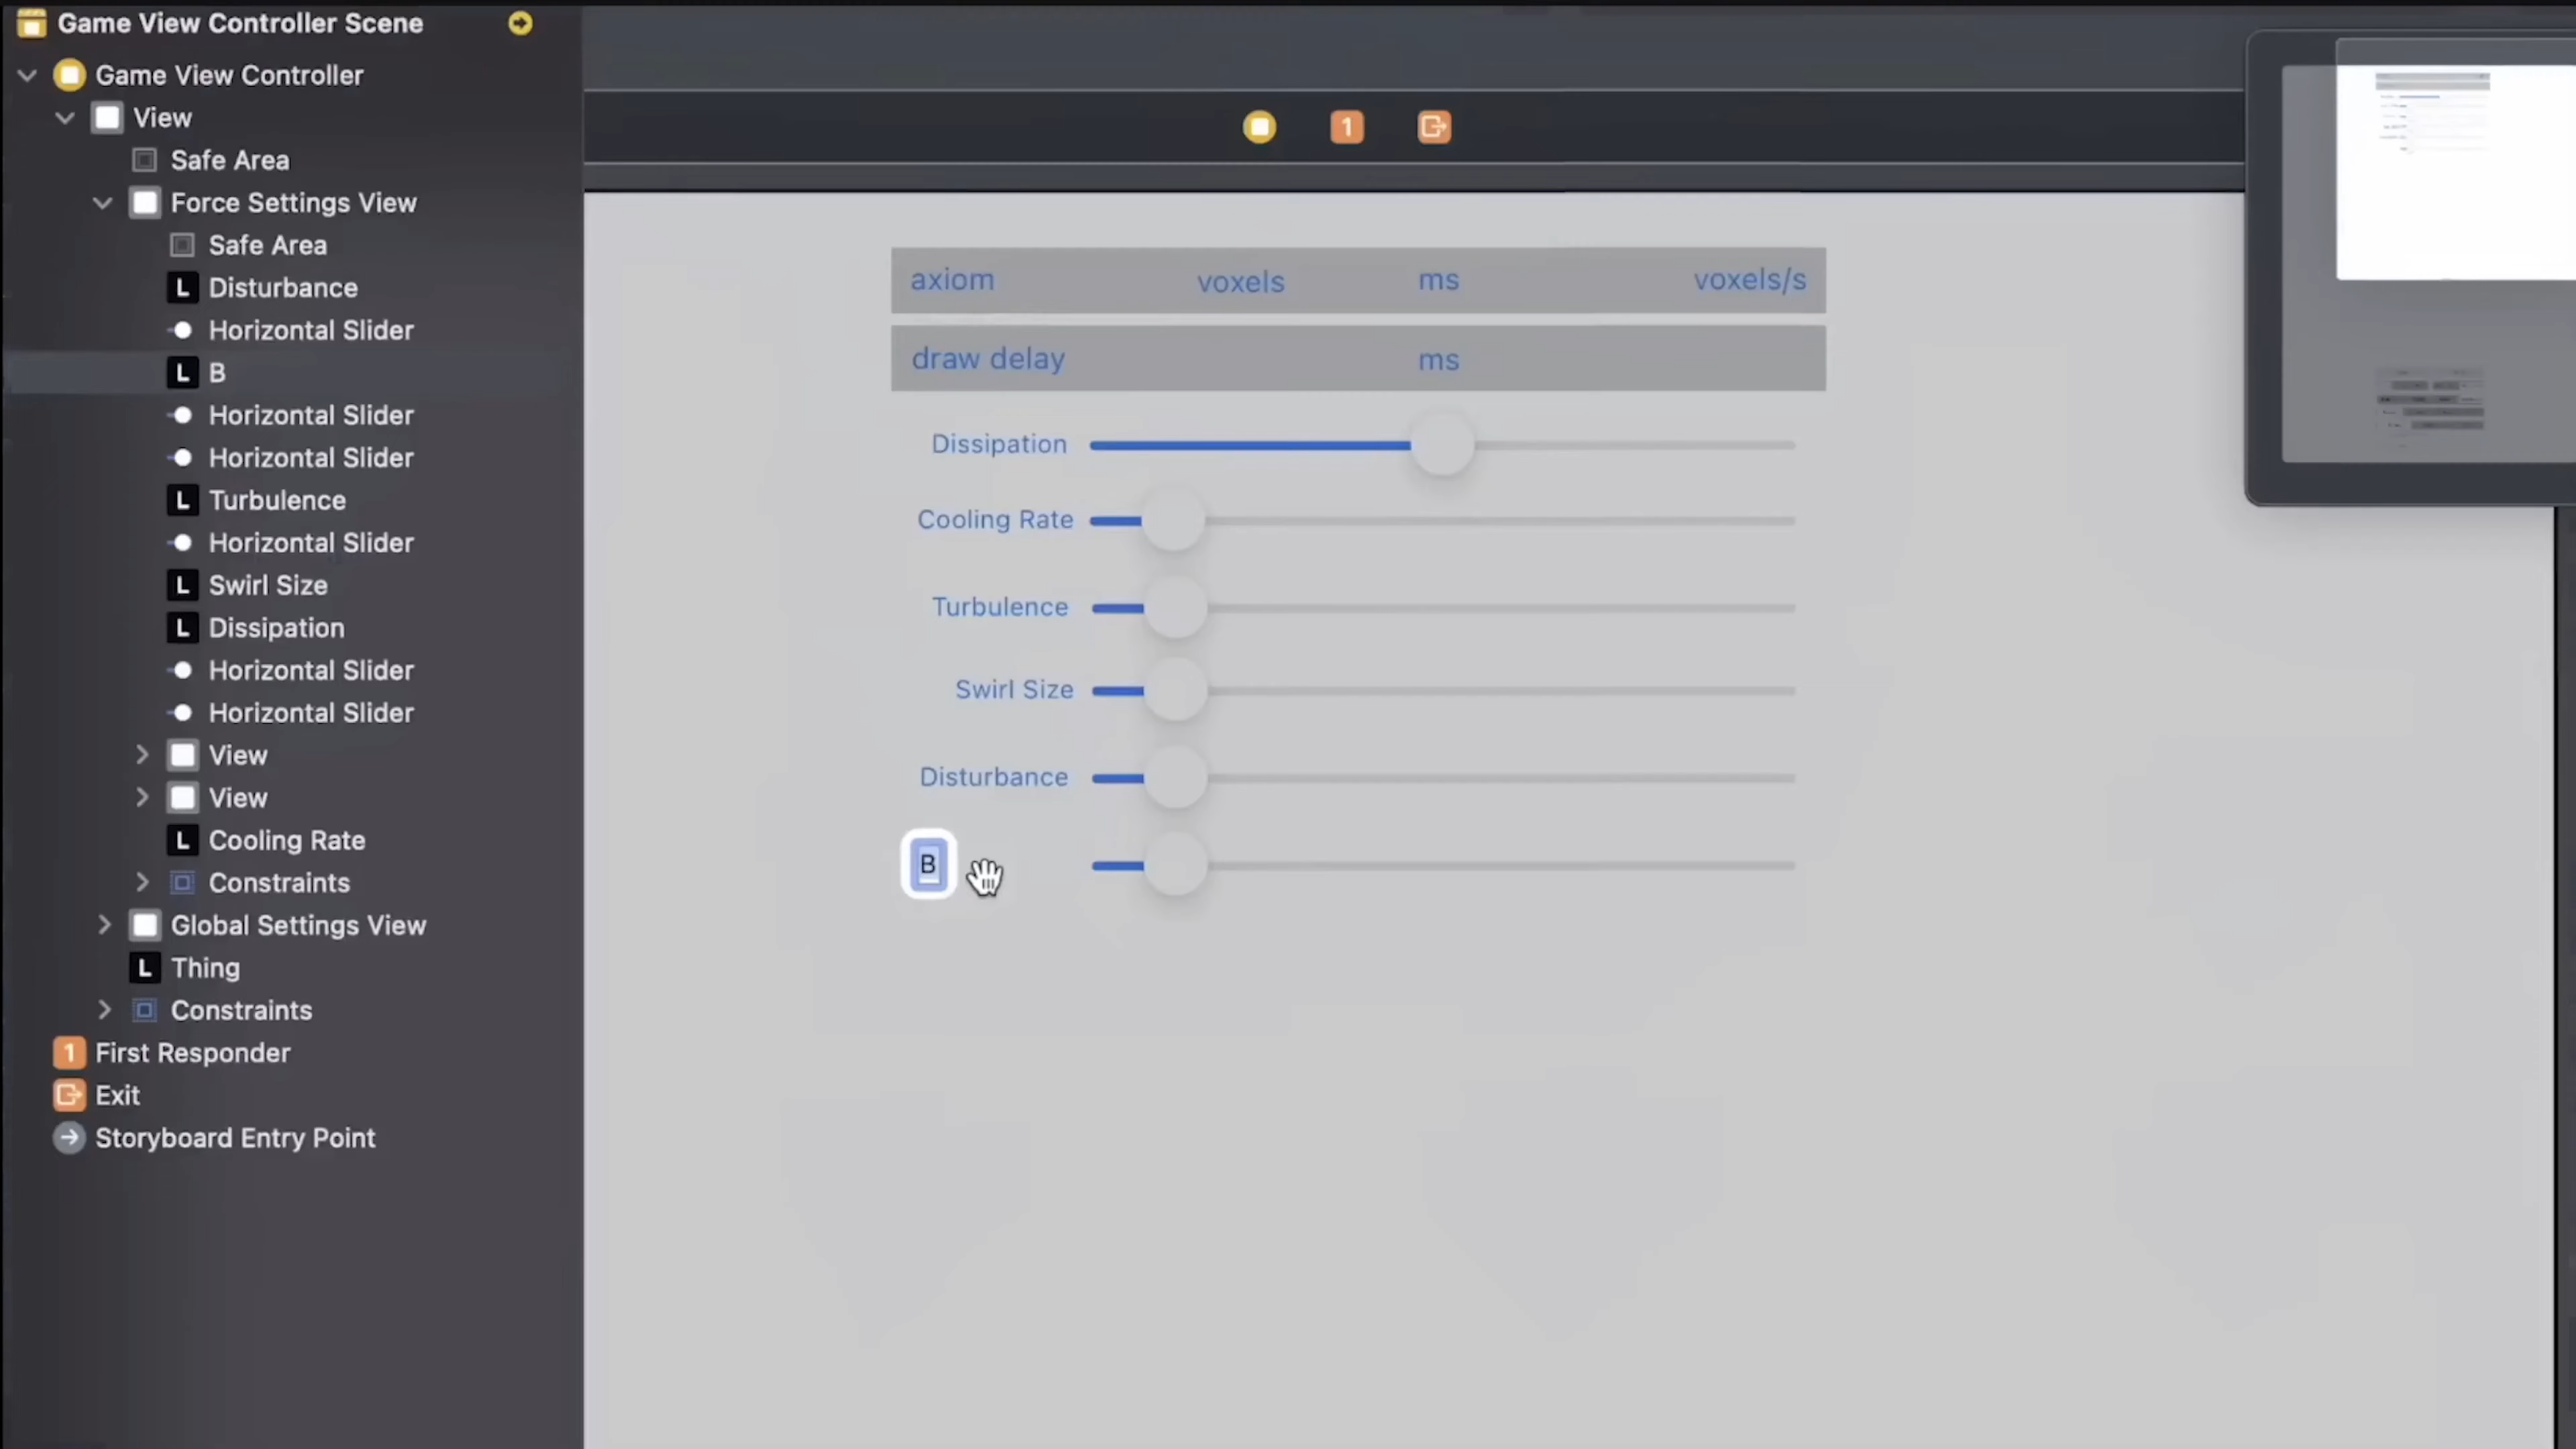 Game View Controller Scene
Game View Controller
View
Safe Area
Force Settings View
Safe Area
L Disturbance
Horizontal Slider
L B
Horizontal Slider
Horizontal Slider
L Turbulence
Horizontal Slider
L Swirl Size
L Dissipation
Horizontal Slider
Horizontal Slider
View
View
L Cooling Rate
Constraints
Global Settings View
L Thing
Constraints
1 First Responder
Exit
Storyboard Entry Point
1
axiom voxels ms voxels/s
draw delay ms
Dissipation
Cooling Rate
Turbulence
Swirl Size
Disturbance
B